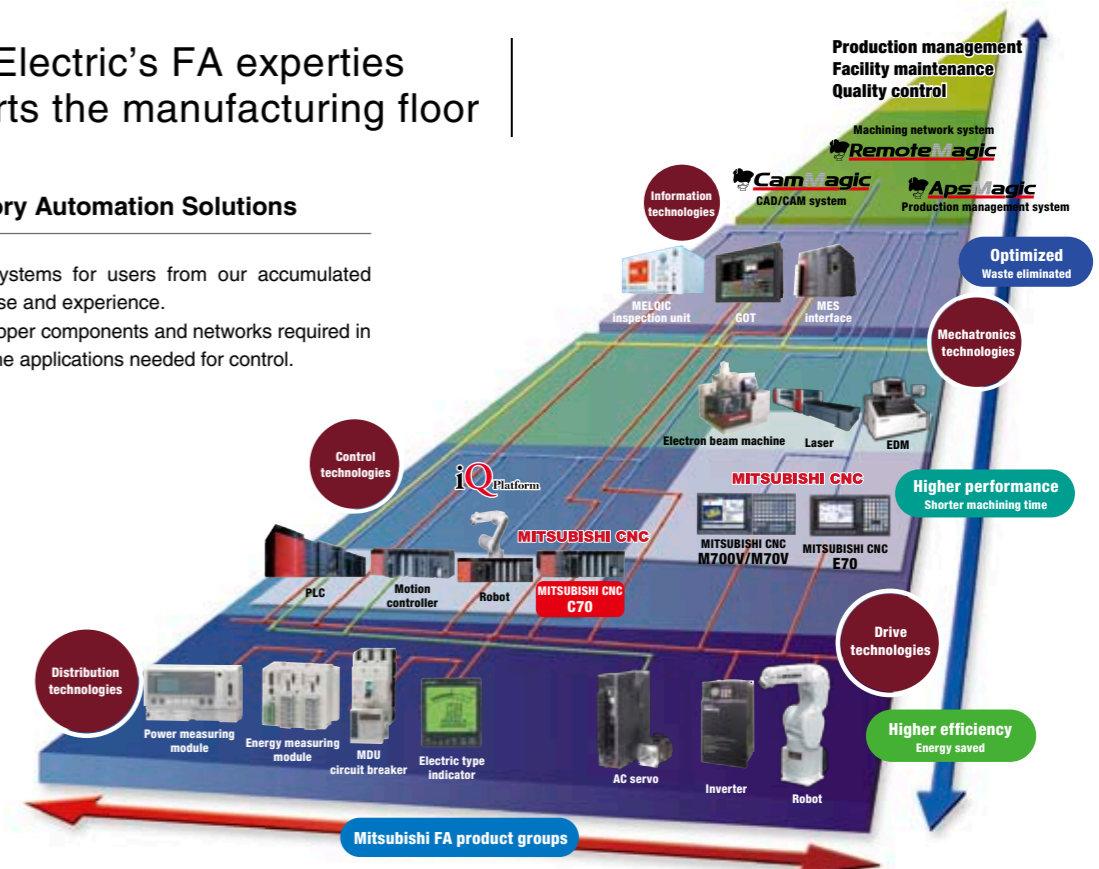 Electric’s FA experties
rts the manufacturing floor
ory Automation Solutions
ystems for users from our accumulated
se and experience.
oper components and networks required in
ne applications needed for control.
Production management
Facility maintenance
Quality control
Machining network system
RemoteMagic
CamMagic
CAD/CAM system
ApsMagic
Production management system
Information
technologies
Optimized
Waste eliminated
MELQIC
inspection unit
GOT
MES
interface
Mechatronics
technologies
Electron beam machine
Laser
EDM
Control
technologies
iQ Platform
MITSUBISHI CNC
MITSUBISHI CNC
M700V/M70V
MITSUBISHI CNC
E70
Higher performance
Shorter machining time
MITSUBISHI CNC
PLC
Motion
controller
Robot
MITSUBISHI CNC
C70
Drive
technologies
Distribution
technologies
Power measuring
module
Energy measuring
module
MDU
circuit breaker
Electric type
indicator
AC servo
Inverter
Robot
Higher efficiency
Energy saved
Mitsubishi FA product groups